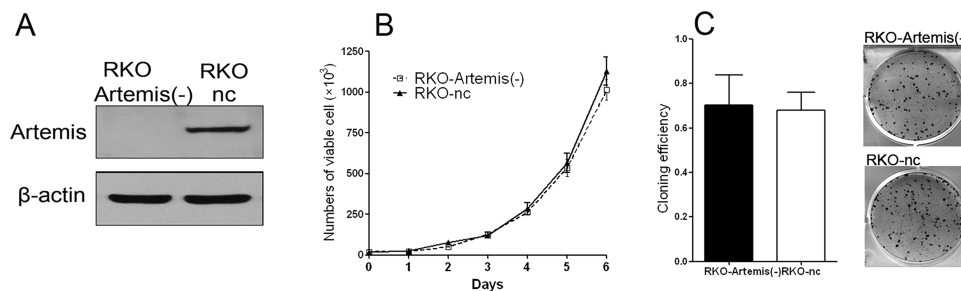 A
RKO
Artemis(-)
RKO
nc
Artemis
β-actin
B
Numbers of viable cell (×10³)
1250
1000
750
500
250
0
RKO-Artemis(-)
RKO-nc
0 1 2 3 4 5 6
Days
C
Cloning efficiency
1.0
0.8
0.6
0.4
0.2
0.0
RKO-Artemis(-) RKO-nc
RKO-Artemis(-
RKO-nc